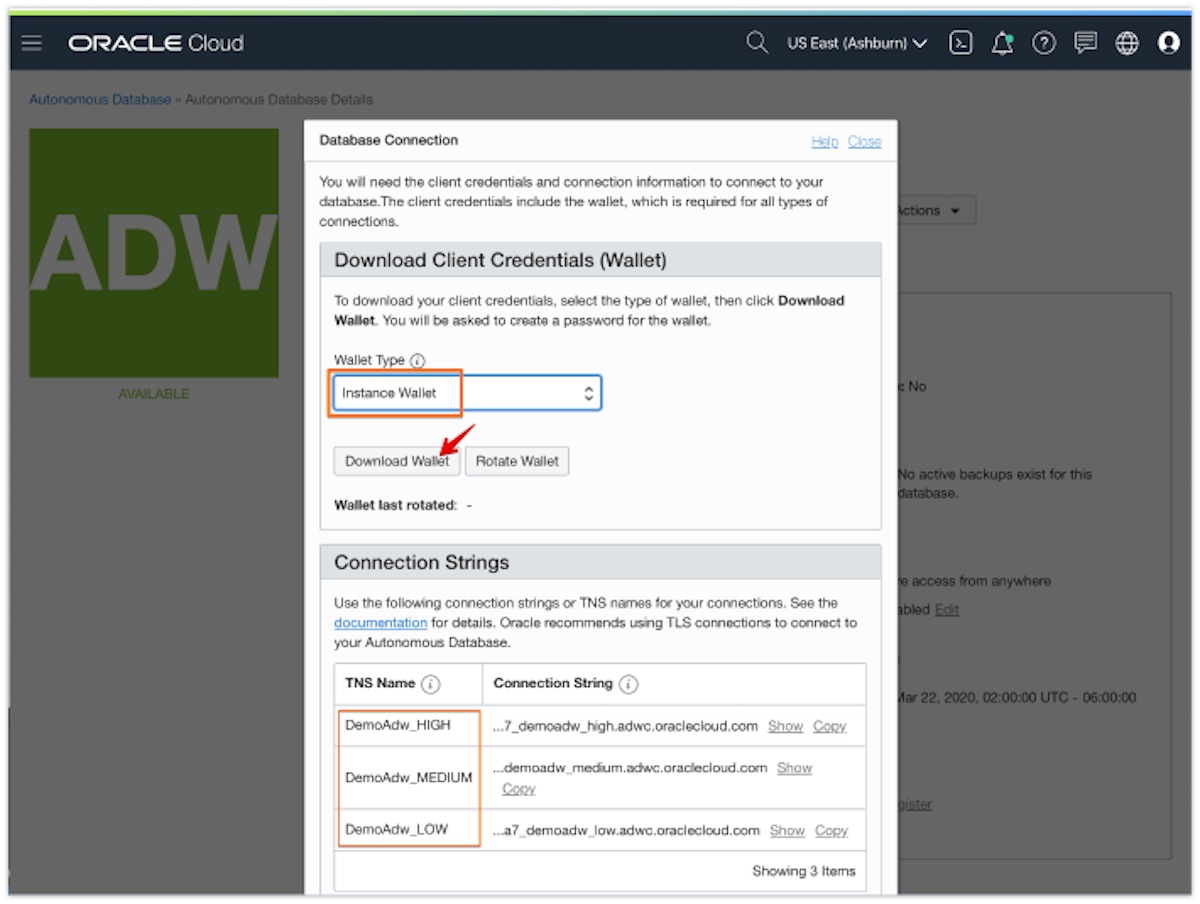 ORACLE Cloud
US East (Ashburn)
Autonomous Database » Autonomous Database Details
ADW
AVAILABLE
Database Connection
Help Close
You will need the client credentials and connection information to connect to your
database.The client credentials include the wallet, which is required for all types of
connections.
Download Client Credentials (Wallet)
To download your client credentials, select the type of wallet, then click Download
Wallet. You will be asked to create a password for the wallet.
Wallet Type
Instance Wallet
Download Wallet Rotate Wallet
Wallet last rotated: -
Connection Strings
Use the following connection strings or TNS names for your connections. See the
documentation for details. Oracle recommends using TLS connections to connect to
your Autonomous Database.
TNS Name Connection String
DemoAdw_HIGH ...7_demoadw_high.adwc.oraclecloud.com Show Copy
DemoAdw_MEDIUM ...demoadw_medium.adwc.oraclecloud.com Show
Copy
DemoAdw_LOW ...a7_demoadw_low.adwc.oraclecloud.com Show Copy
Showing 3 Items
Actions
: No
No active backups exist for this
database.
access from anywhere
Edit
Mar 22, 2020, 02:00:00 UTC - 06:00:00